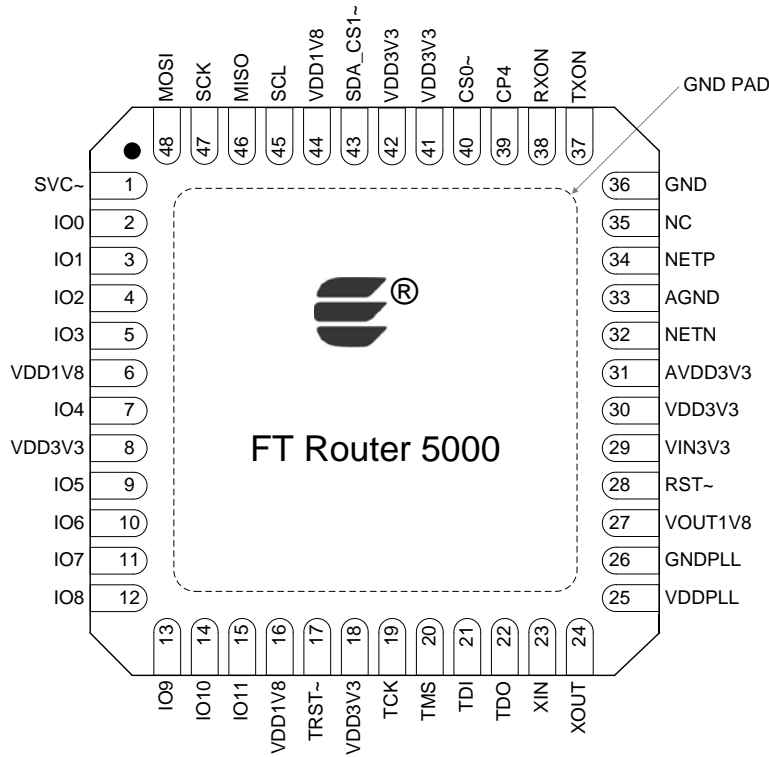 MOSI SCK MISO SCL VDD1V8 SDA_CS1~ VDD3V3 VDD3V3 CS0~ CP4 RXON TXON
48 47 46 45 44 43 42 41 40 39 38 37
GND PAD
SVC~ 1
IO0 2
IO1 3
IO2 4
IO3 5
VDD1V8 6
IO4 7
VDD3V3 8
IO5 9
IO6 10
IO7 11
IO8 12
®
FT Router 5000
36 GND
35 NC
34 NETP
33 AGND
32 NETN
31 AVDD3V3
30 VDD3V3
29 VIN3V3
28 RST~
27 VOUT1V8
26 GNDPLL
25 VDDPLL
13 14 15 16 17 18 19 20 21 22 23 24
IO9 IO10 IO11 VDD1V8 TRST~ VDD3V3 TCK TMS TDI TDO XIN XOUT